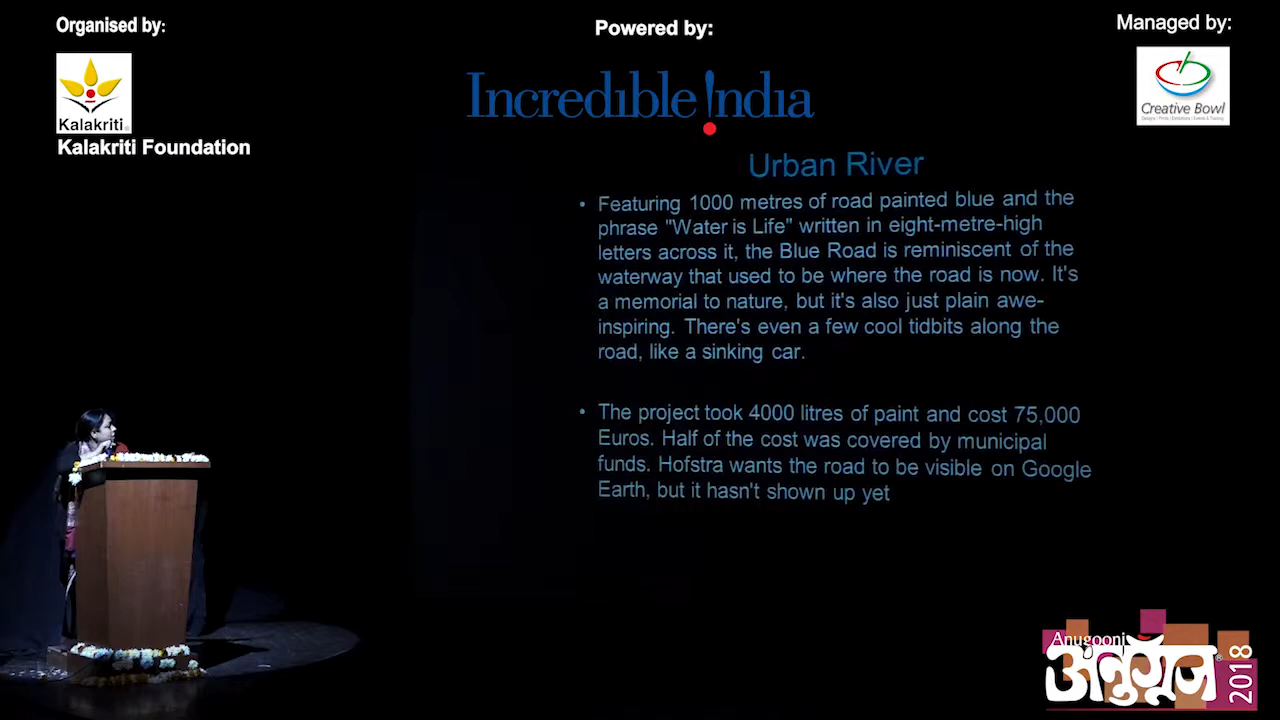 Organised by:
Kalakriti
Kalakriti Foundation
Powered by:
Incredible !ndia
Managed by:
Creative Bowl
Urban River
• Featuring 1000 metres of road painted blue and the
phrase "Water is Life" written in eight-metre-high
letters across it, the Blue Road is reminiscent of the
waterway that used to be where the road is now. It's
a memorial to nature, but it's also just plain awe-
inspiring. There's even a few cool tidbits along the
road, like a sinking car.
• The project took 4000 litres of paint and cost 75,000
Euros. Half of the cost was covered by municipal
funds. Hofstra wants the road to be visible on Google
Earth, but it hasn't shown up yet
Anugoonj
अनुगूँज
2018